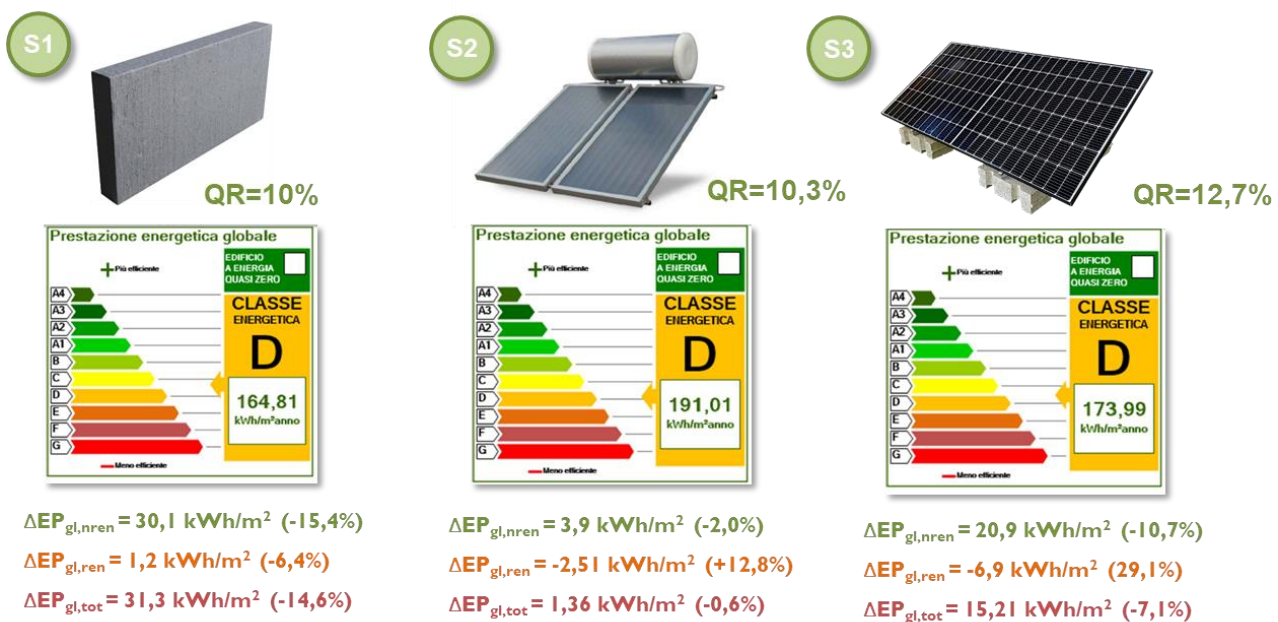 S1
QR=10%
Prestazione energetica globale
Più efficiente
EDIFICIO
A ENERGIA
QUASI ZERO
A4
A3
A2
A1
B
C
D
E
F
G
CLASSE
ENERGETICA
D
164,81
kWh/m²anno
Meno efficiente
ΔEPgl,nren = 30,1 kWh/m² (-15,4%)
ΔEPgl,ren = 1,2 kWh/m² (-6,4%)
ΔEPgl,tot = 31,3 kWh/m² (-14,6%)
S2
QR=10,3%
Prestazione energetica globale
Più efficiente
EDIFICIO
A ENERGIA
QUASI ZERO
A4
A3
A2
A1
B
C
D
E
F
G
CLASSE
ENERGETICA
D
191,01
kWh/m²anno
Meno efficiente
ΔEPgl,nren = 3,9 kWh/m² (-2,0%)
ΔEPgl,ren = -2,51 kWh/m² (+12,8%)
ΔEPgl,tot = 1,36 kWh/m² (-0,6%)
S3
QR=12,7%
Prestazione energetica globale
Più efficiente
EDIFICIO
A ENERGIA
QUASI ZERO
A4
A3
A2
A1
B
C
D
E
F
G
CLASSE
ENERGETICA
D
173,99
kWh/m²anno
Meno efficiente
ΔEPgl,nren = 20,9 kWh/m² (-10,7%)
ΔEPgl,ren = -6,9 kWh/m² (29,1%)
ΔEPgl,tot = 15,21 kWh/m² (-7,1%)